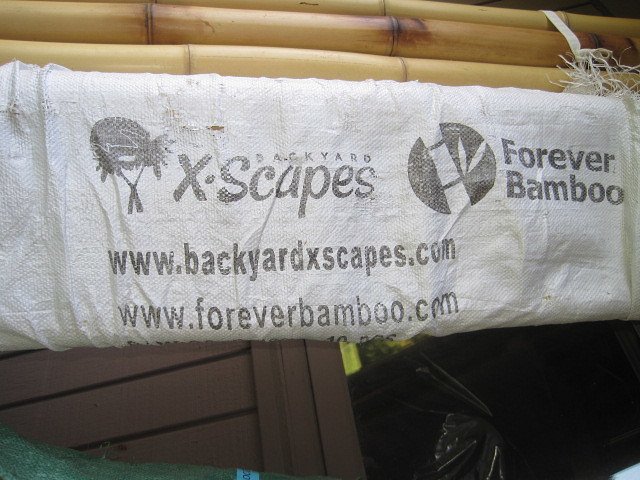 BACKYARD
X·Scapes
Forever
Bamboo
www.backyardxscapes.com
www.foreverbamboo.com